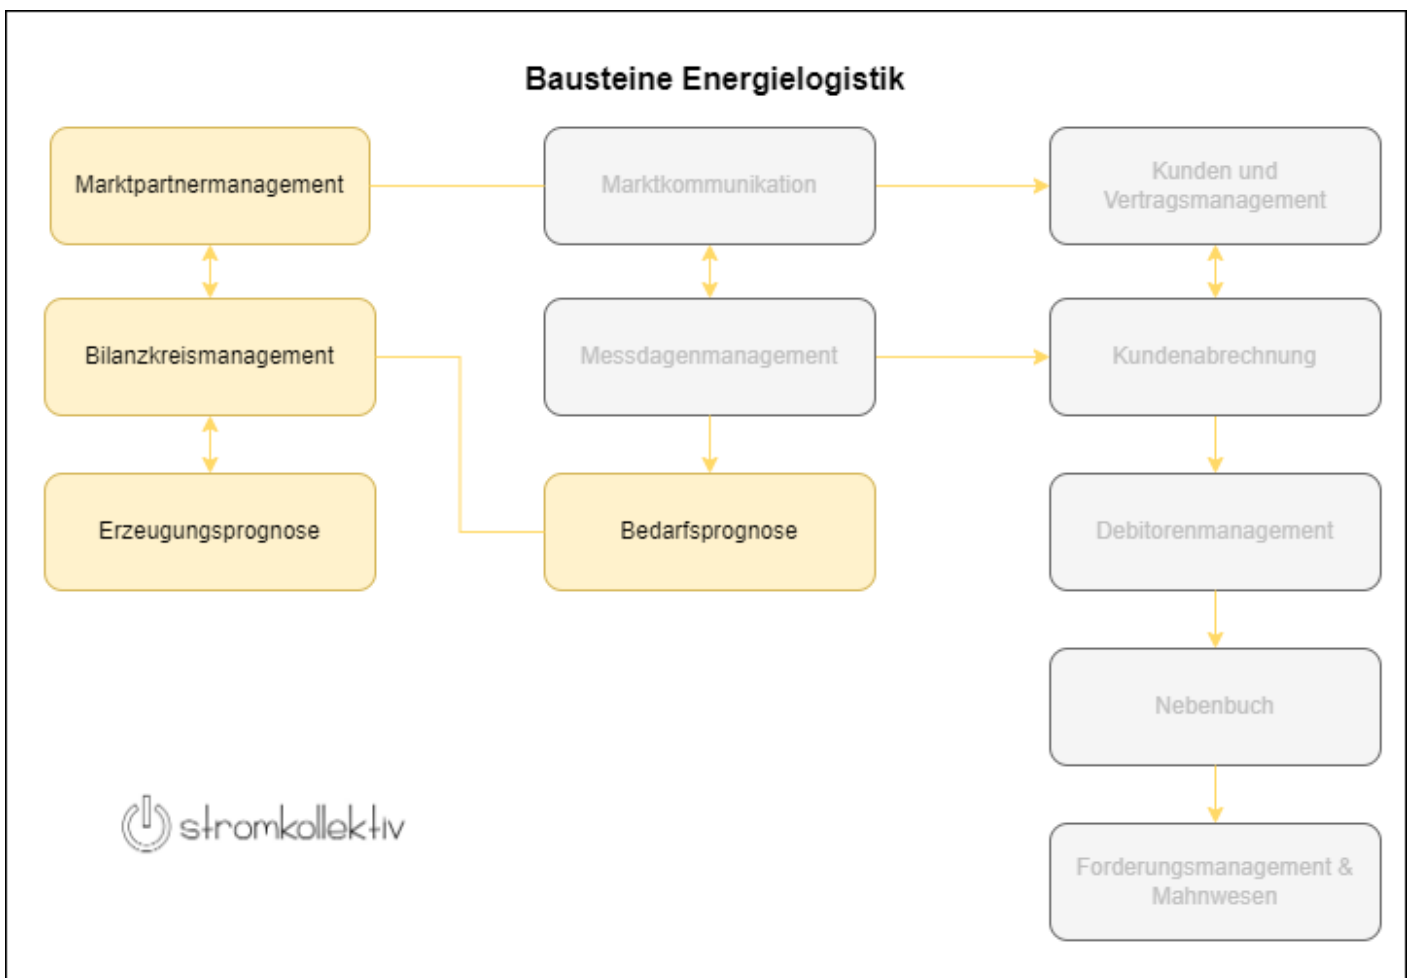 Bausteine Energielogistik
Marktpartnermanagement
Marktkommunikation
Kunden und
Vertragsmanagement
Bilanzkreismanagement
Messdagenmanagement
Kundenabrechnung
Erzeugungsprognose
Bedarfsprognose
Debitorenmanagement
Nebenbuch
stromkollektiv
Forderungsmanagement &
Mahnwesen